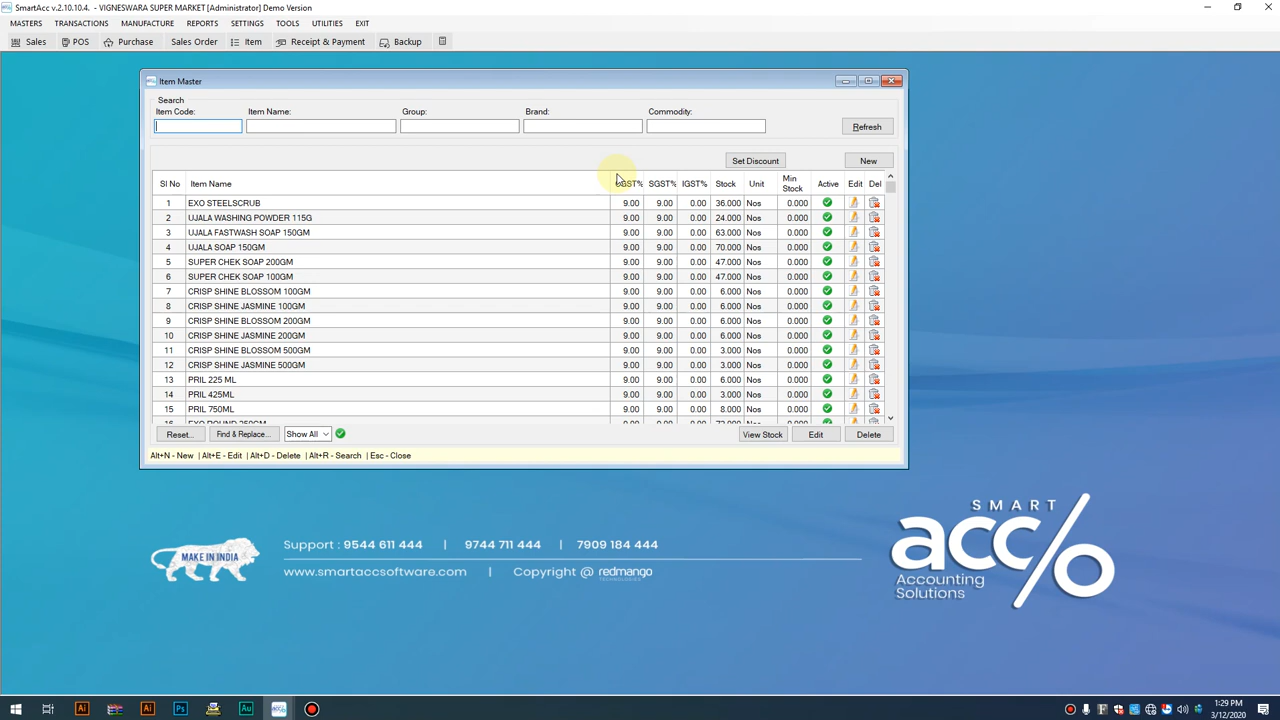 SmartAcc v.2.10.10.4. - VIGNESWARA SUPER MARKET [Administrator] Demo Version
MASTERS TRANSACTIONS MANUFACTURE REPORTS SETTINGS TOOLS UTILITIES EXIT
Sales POS Purchase Sales Order Item Receipt & Payment Backup
Item Master
Search
Item Code: Item Name: Group: Brand: Commodity:
Refresh
Set Discount New
Sl No Item Name CGST% SGST% IGST% Stock Unit Min Stock Active Edit Del
1 EXO STEELSCRUB 9.00 9.00 0.00 36.000 Nos 0.000
2 UJALA WASHING POWDER 115G 9.00 9.00 0.00 24.000 Nos 0.000
3 UJALA FASTWASH SOAP 150GM 9.00 9.00 0.00 63.000 Nos 0.000
4 UJALA SOAP 150GM 9.00 9.00 0.00 70.000 Nos 0.000
5 SUPER CHEK SOAP 200GM 9.00 9.00 0.00 47.000 Nos 0.000
6 SUPER CHEK SOAP 100GM 9.00 9.00 0.00 47.000 Nos 0.000
7 CRISP SHINE BLOSSOM 100GM 9.00 9.00 0.00 6.000 Nos 0.000
8 CRISP SHINE JASMINE 100GM 9.00 9.00 0.00 6.000 Nos 0.000
9 CRISP SHINE BLOSSOM 200GM 9.00 9.00 0.00 6.000 Nos 0.000
10 CRISP SHINE JASMINE 200GM 9.00 9.00 0.00 6.000 Nos 0.000
11 CRISP SHINE BLOSSOM 500GM 9.00 9.00 0.00 3.000 Nos 0.000
12 CRISP SHINE JASMINE 500GM 9.00 9.00 0.00 3.000 Nos 0.000
13 PRIL 225 ML 9.00 9.00 0.00 6.000 Nos 0.000
14 PRIL 425ML 9.00 9.00 0.00 3.000 Nos 0.000
15 PRIL 750ML 9.00 9.00 0.00 8.000 Nos 0.000
Reset... Find & Replace... Show All View Stock Edit Delete
Alt+N - New | Alt+E - Edit | Alt+D - Delete | Alt+R - Search | Esc - Close
MAKE IN INDIA
Support : 9544 611 444 | 9744 711 444 | 7909 184 444
www.smartaccsoftware.com | Copyright @ redmango
TECHNOLOGIES
SMART
acc/o
Accounting
Solutions
Ai Ai Ps Au
1:29 PM
3/12/2020